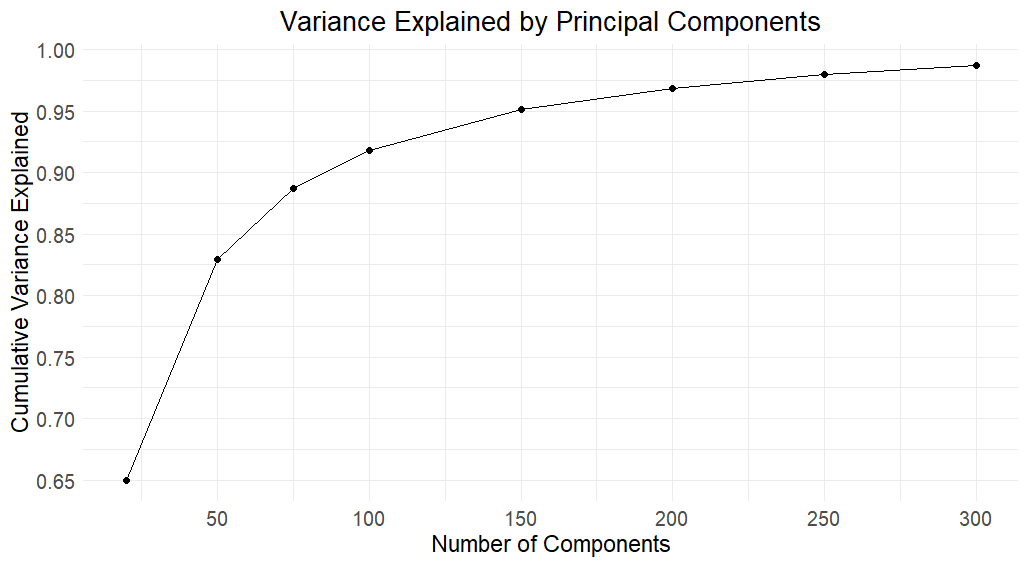 Variance Explained by Principal Components
Cumulative Variance Explained
1.00
0.95
0.90
0.85
0.80
0.75
0.70
0.65
50 100 150 200 250 300
Number of Components